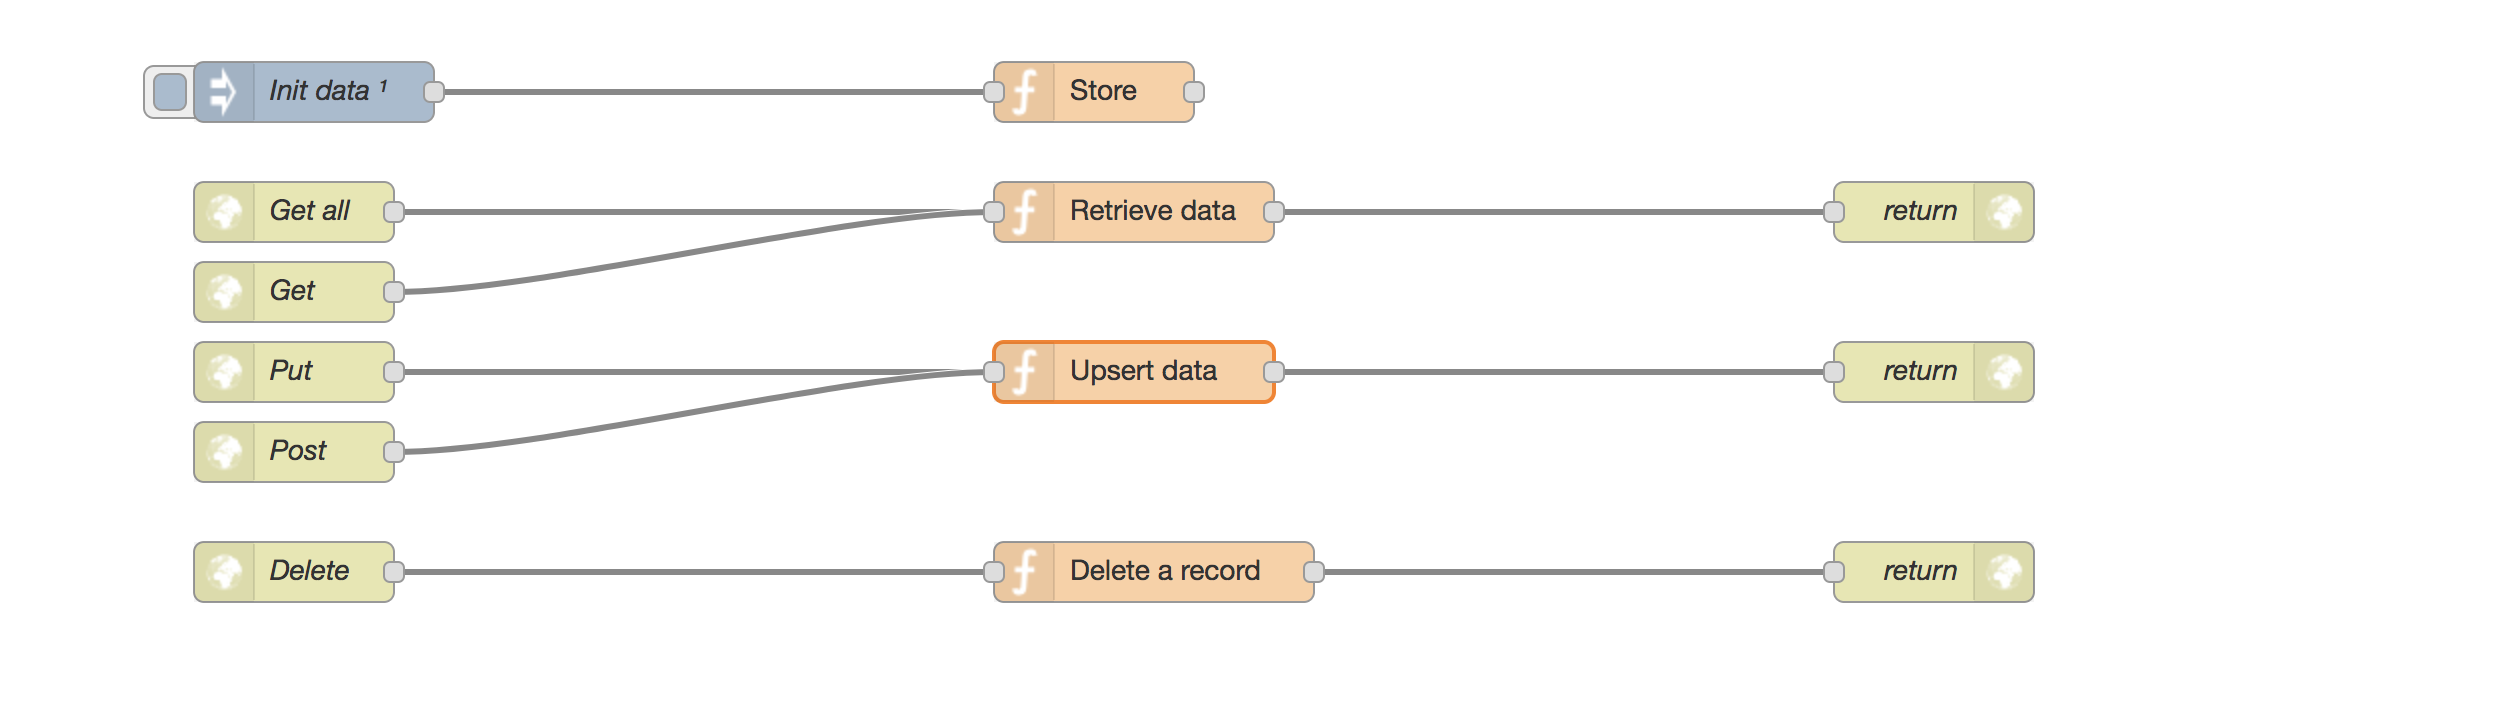 Init data ¹
Store
Get all
Retrieve data
return
Get
Put
Upsert data
return
Post
Delete
Delete a record
return